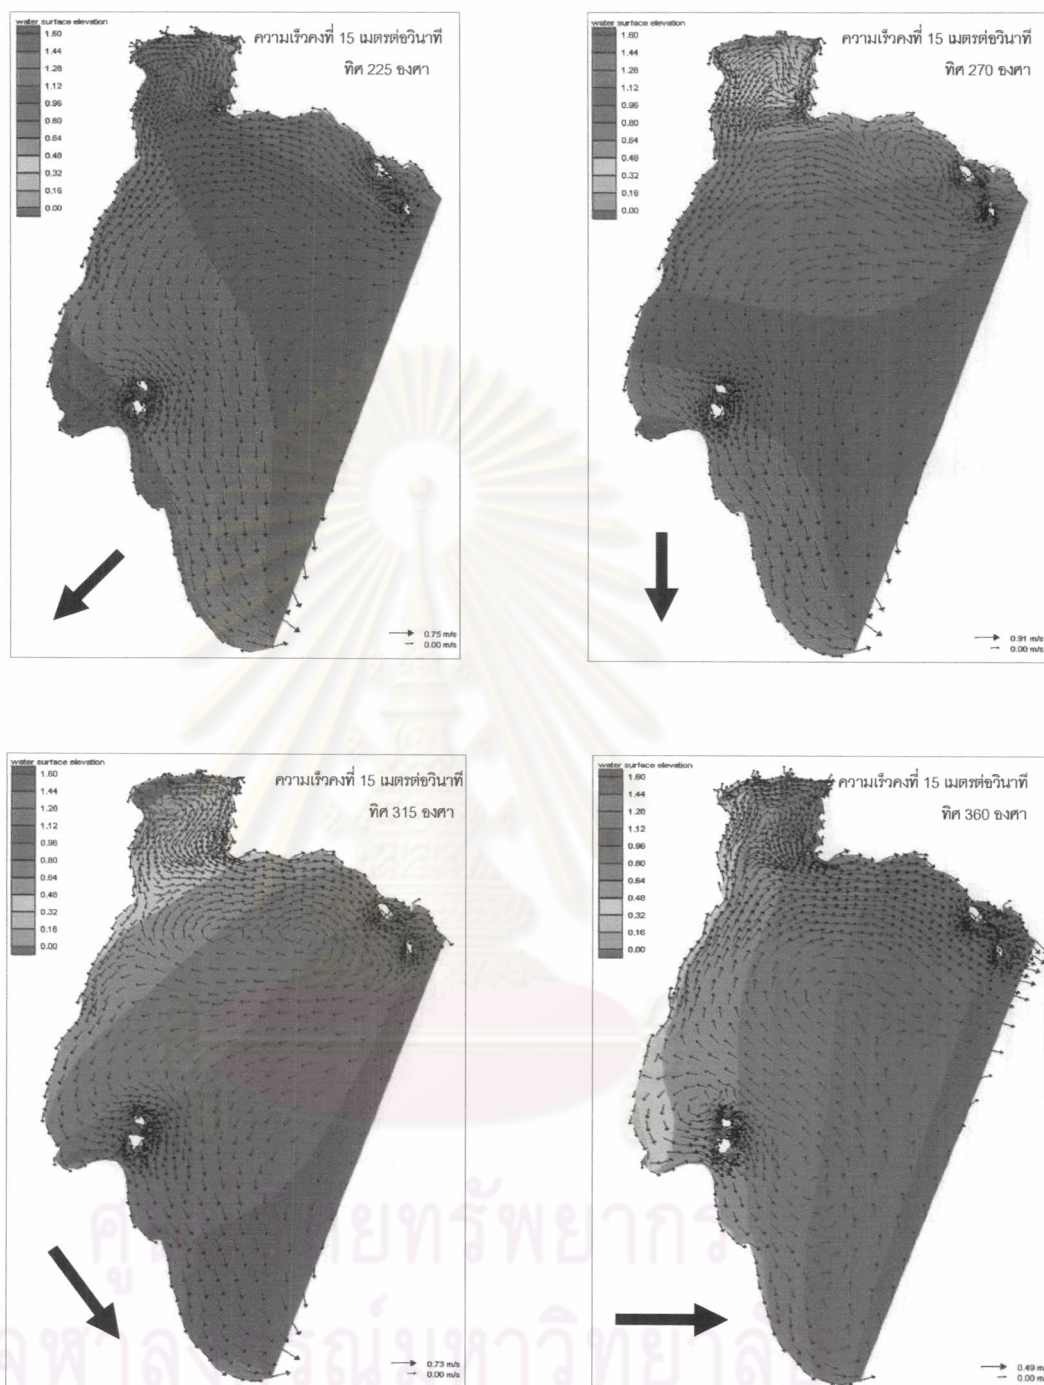 water surface elevation
1.60
1.44
1.28
1.12
0.96
0.80
0.64
0.48
0.32
0.16
0.00
ความเร็วคงที่ 15 เมตรต่อวินาที
ทิศ 225 องศา
0.75 m/s
0.00 m/s
water surface elevation
1.60
1.44
1.28
1.12
0.96
0.80
0.64
0.48
0.32
0.16
0.00
ความเร็วคงที่ 15 เมตรต่อวินาที
ทิศ 270 องศา
0.91 m/s
0.00 m/s
water surface elevation
1.60
1.44
1.28
1.12
0.96
0.80
0.64
0.48
0.32
0.16
0.00
ความเร็วคงที่ 15 เมตรต่อวินาที
ทิศ 315 องศา
0.73 m/s
0.00 m/s
water surface elevation
1.60
1.44
1.28
1.12
0.96
0.80
0.64
0.48
0.32
0.16
0.00
ความเร็วคงที่ 15 เมตรต่อวินาที
ทิศ 360 องศา
0.49 m/s
0.00 m/s